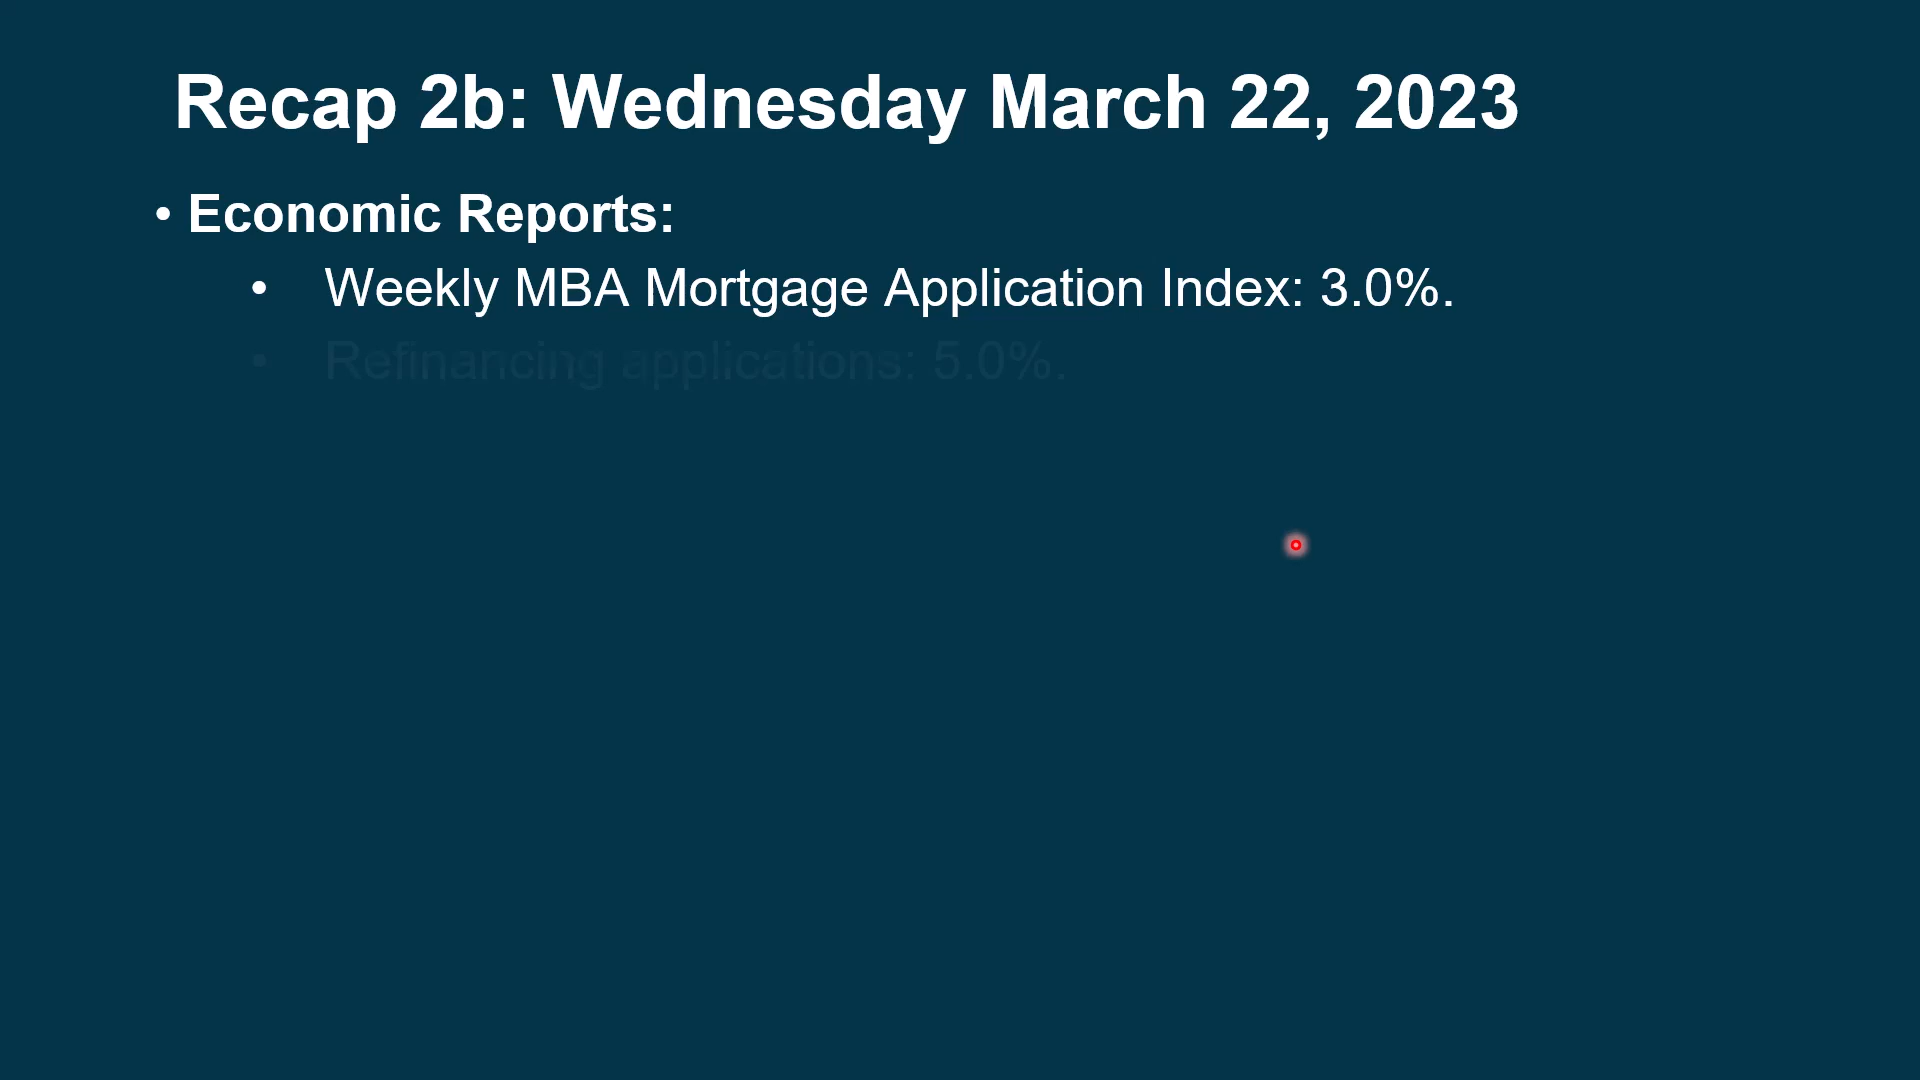 Recap 2b: Wednesday March 22, 2023
• Economic Reports:
• Weekly MBA Mortgage Application Index: 3.0%.
• Refinancing applications: 5.0%.